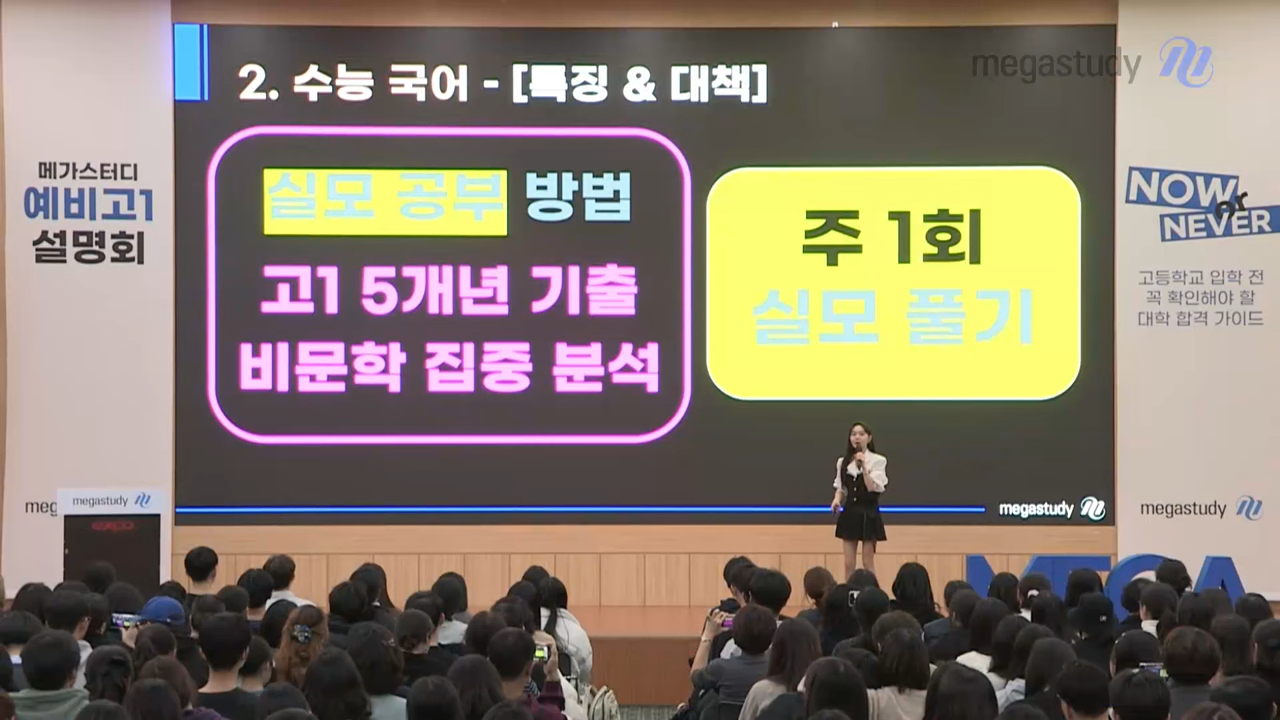 megastudy
2. 수능 국어 - [특징 & 대책]
실모 공부 방법
고1 5개년 기출
비문학 집중 분석
주 1회
실모 풀기
megastudy
메가스터디
예비고1
설명회
meg
megastudy
NOW
or
NEVER
고등학교 입학 전
꼭 확인해야 할
대학 합격 가이드
megastudy
MEGA